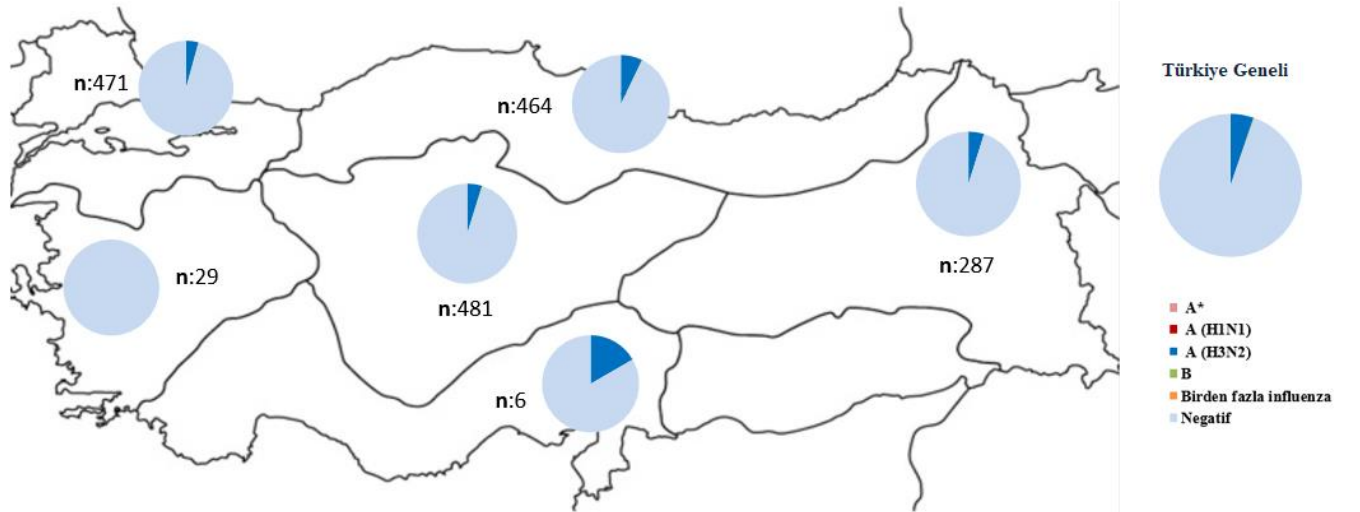 n:471
n:464
n:29
n:481
n:287
n:6
Türkiye Geneli
A*
A (H1N1)
A (H3N2)
B
Birden fazla influenza
Negatif